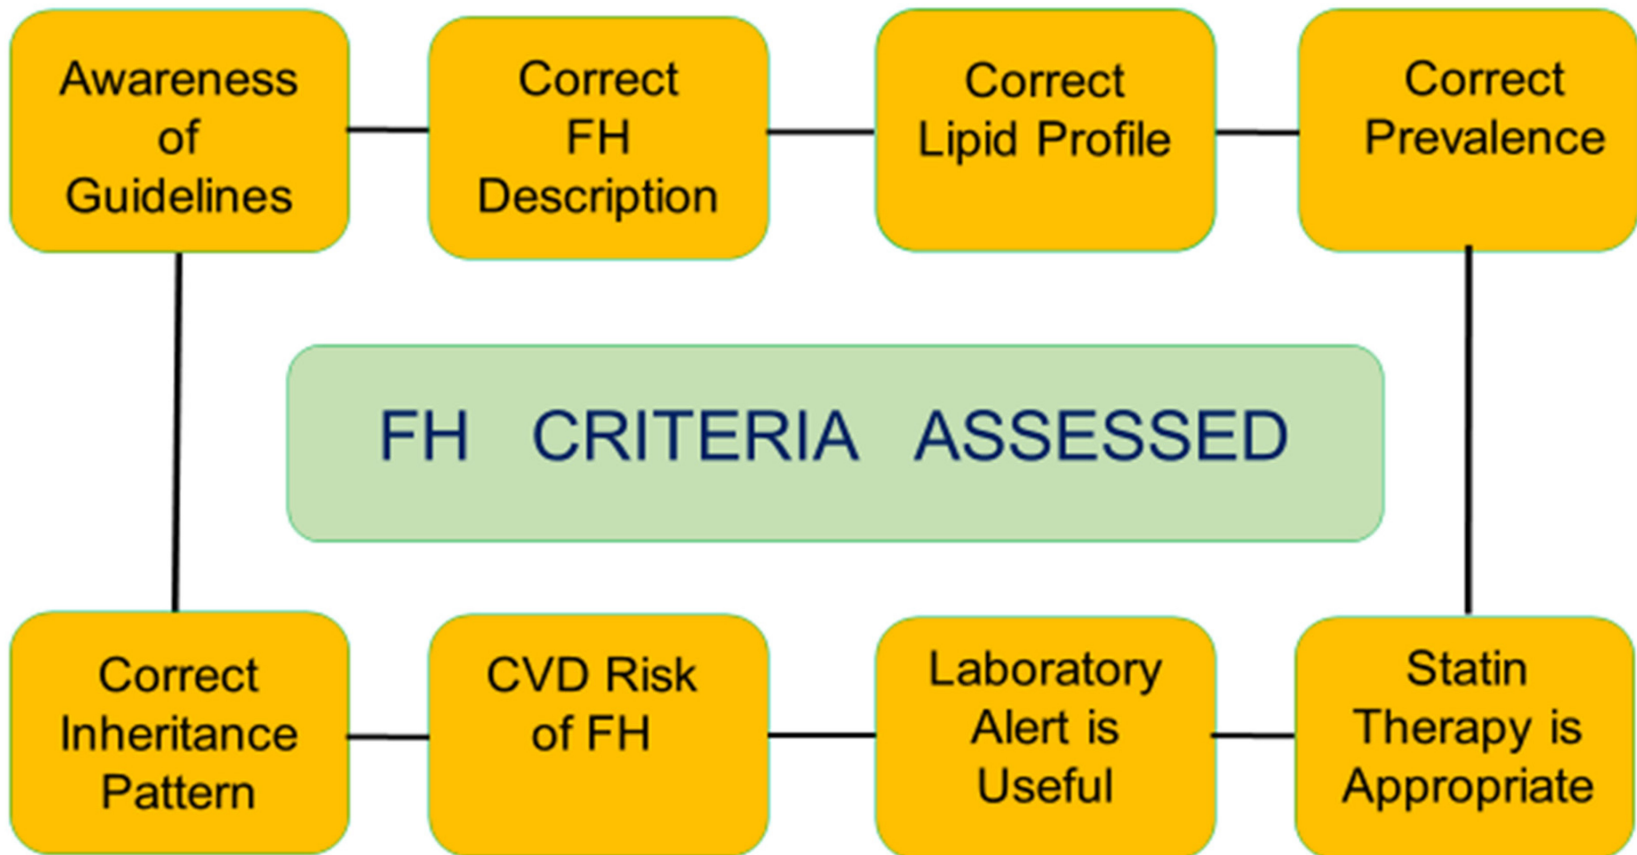 Awareness
of
Guidelines
Correct
FH
Description
Correct
Lipid Profile
Correct
Prevalence
FH CRITERIA ASSESSED
Correct
Inheritance
Pattern
CVD Risk
of FH
Laboratory
Alert is
Useful
Statin
Therapy is
Appropriate